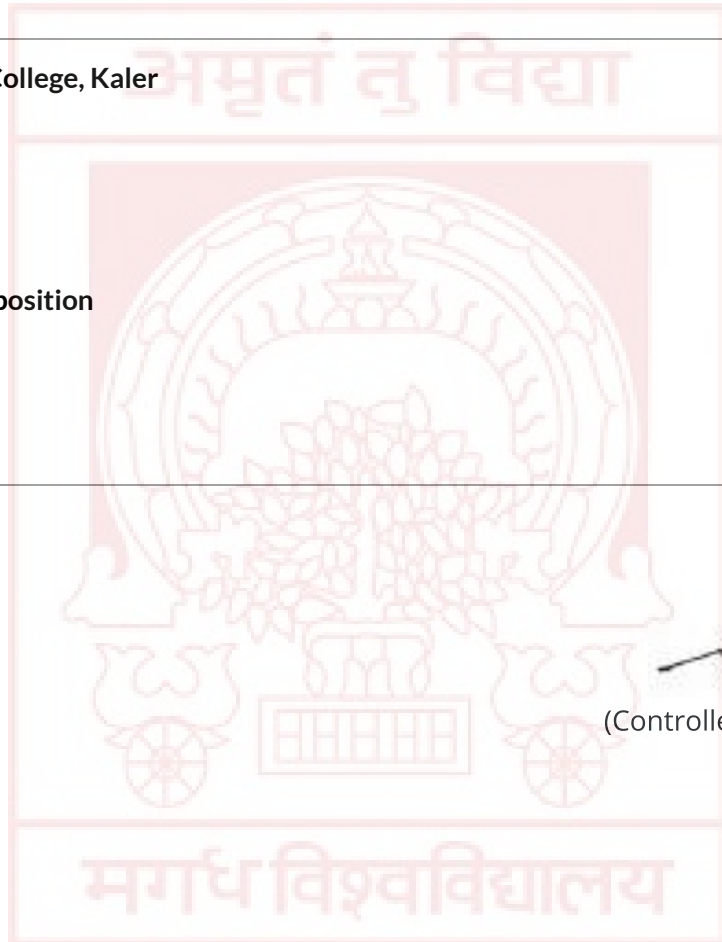 अमृतं तु विद्या
College, Kaler
position
(Controlle
मगध विश्वविद्यालय